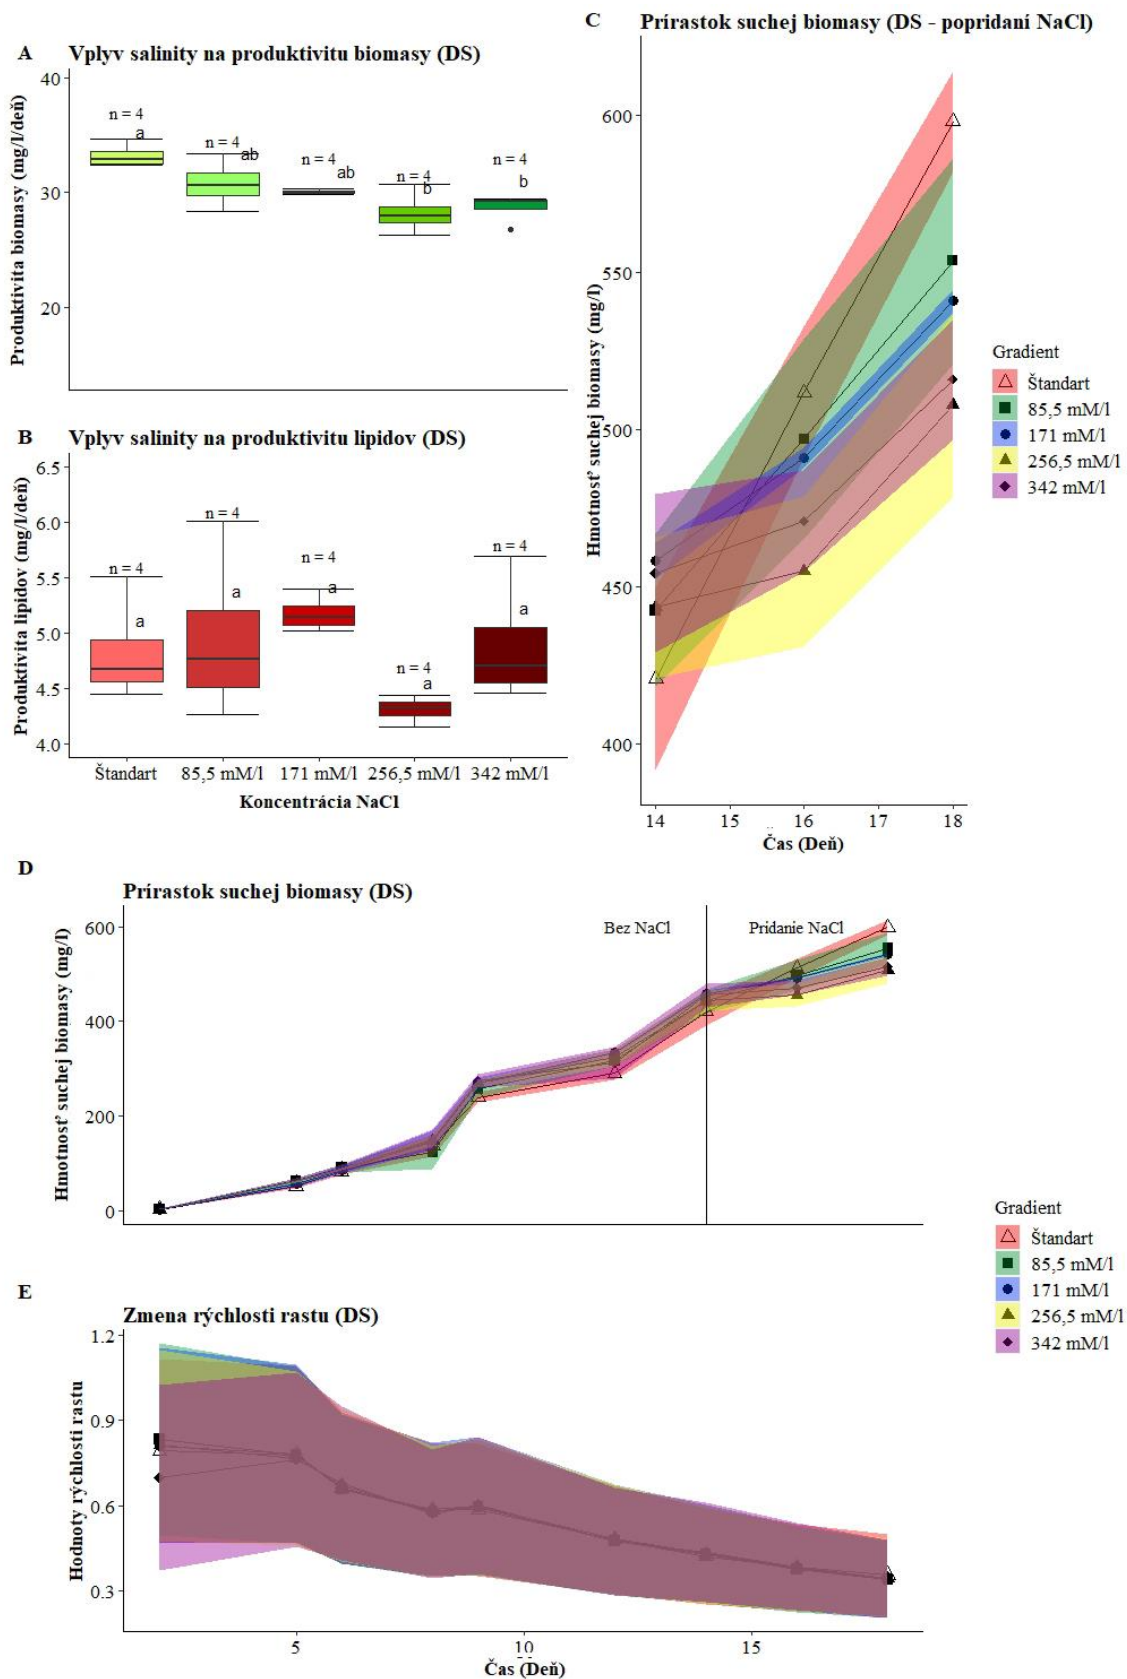 A Vplyv salinity na produktivitu biomasy (DS)
Produktivita biomasy (mg/l/deň)
40
30
20
n = 4
a
n = 4
ab
n = 4
ab
n = 4
b
n = 4
b
B Vplyv salinity na produktivitu lipidov (DS)
Produktivita lipidov (mg/l/deň)
6.5
6.0
5.5
5.0
4.5
4.0
n = 4
a
n = 4
a
n = 4
a
n = 4
a
n = 4
a
Štandart 85,5 mM/l 171 mM/l 256,5 mM/l 342 mM/l
Koncentrácia NaCl
C Prírastok suchej biomasy (DS - popridaní NaCl)
Hmotnosť suchej biomasy (mg/l)
600
550
500
450
400
14 15 16 17 18
Čas (Deň)
Gradient
Štandart
85,5 mM/l
171 mM/l
256,5 mM/l
342 mM/l
D
Prírastok suchej biomasy (DS)
Hmotnosť suchej biomasy (mg/l)
600
400
200
0
Bez NaCl Pridanie NaCl
Gradient
Štandart
85,5 mM/l
171 mM/l
256,5 mM/l
342 mM/l
E
Zmena rýchlosti rastu (DS)
Hodnoty rýchlosti rastu
1.2
0.9
0.6
0.3
5 10 15
Čas (Deň)